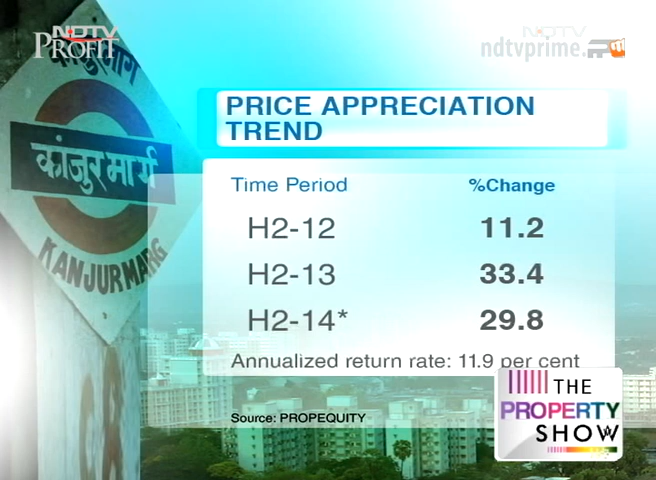 NDTV
PROFIT
NDTV
ndtvprime.
कांजुरमार्ग
कांजुरमार्ग
KANJURMARG
PRICE APPRECIATION
TREND
Time Period %Change
H2-12 11.2
H2-13 33.4
H2-14* 29.8
Annualized return rate: 11.9 per cent
Source: PROPEQUITY
THE
PROPERTY
SHOW